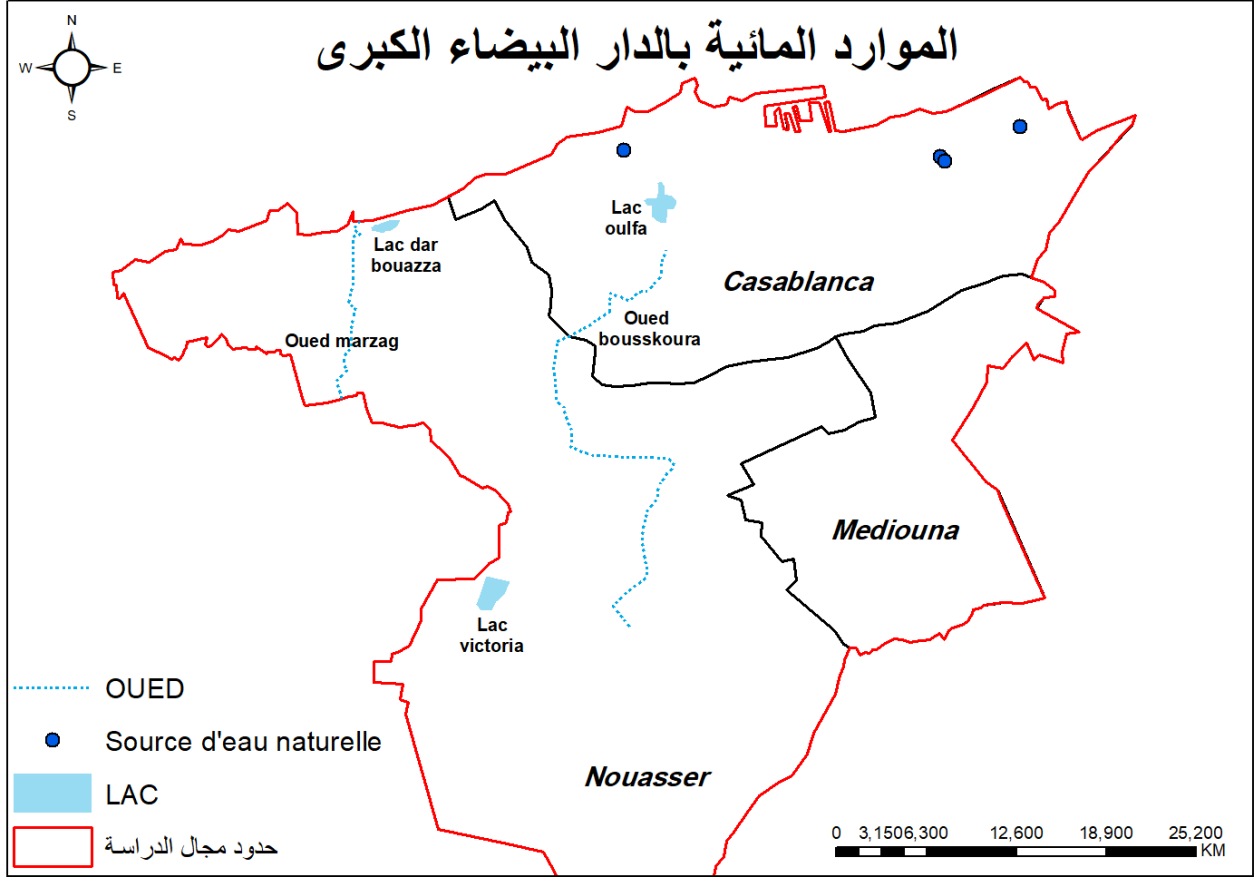 الموارد المائية بالدار البيضاء الكبرى
N
W
E
S
Lac
oulfa
Lac dar
bouazza
Casablanca
Oued
bousskoura
Oued marzag
Mediouna
Lac
victoria
Nouasser
OUED
Source d'eau naturelle
LAC
حدود مجال الدراسة
0 3,1506,300 12,600 18,900 25,200
KM